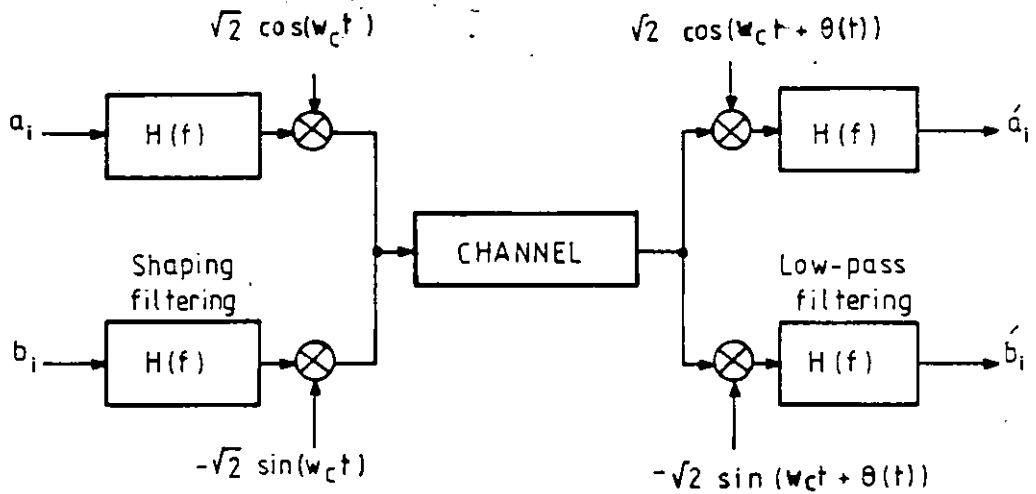 √2 cos(w_c t)
√2 cos(w_c t + θ(t))
a_i
H(f)
H(f)
á_i
CHANNEL
Shaping
filtering
Low-pass
filtering
b_i
H(f)
H(f)
b́_i
-√2 sin(w_c t)
-√2 sin (w_c t + θ(t))